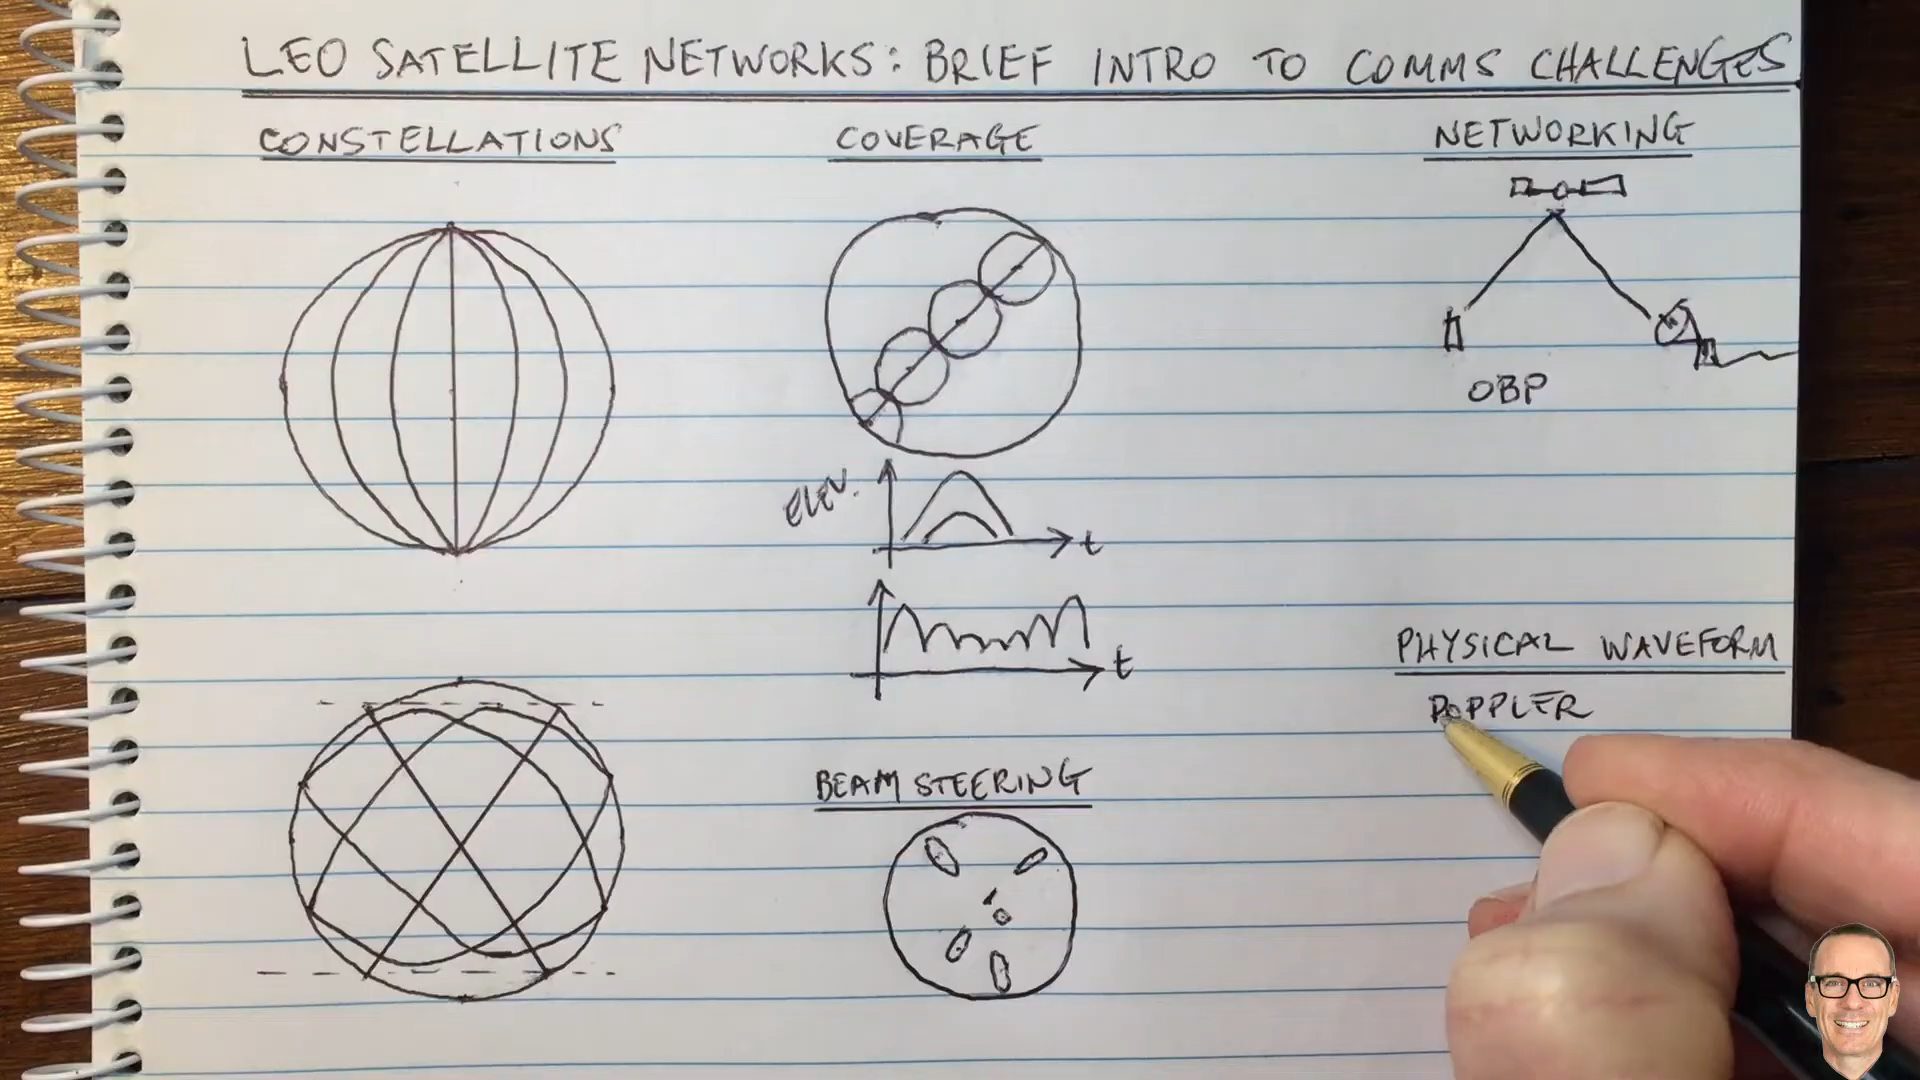 LEO SATELLITE NETWORKS: BRIEF INTRO TO COMMS CHALLENGES
CONSTELLATIONS
COVERAGE
ELEV.
t
t
BEAM STEERING
NETWORKING
OBP
PHYSICAL WAVEFORM
DOPPLER